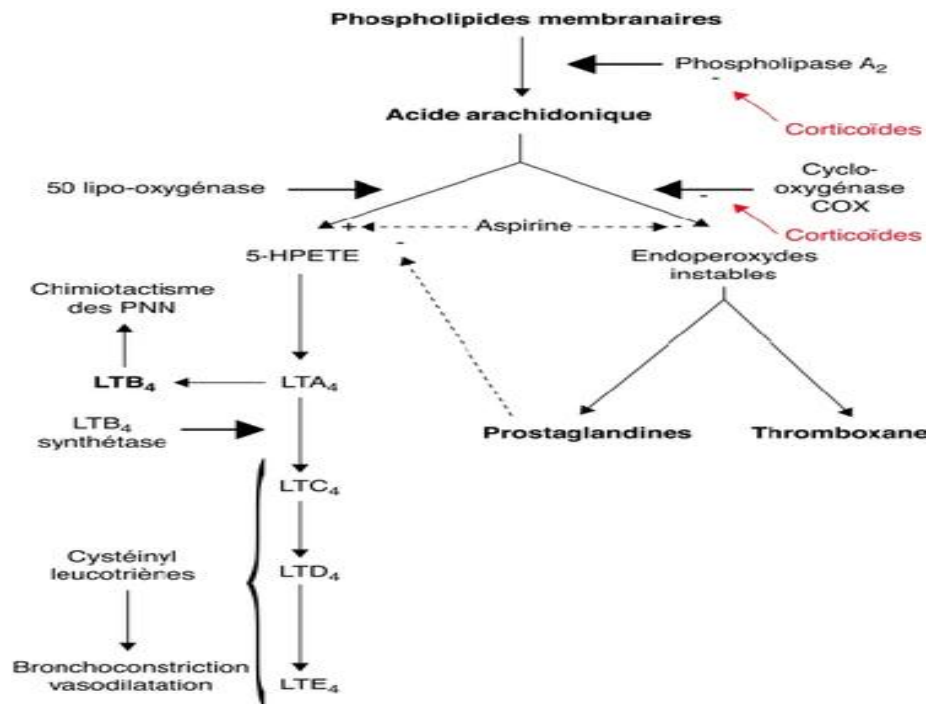 Phospholipides membranaires
Phospholipase A₂
-
Corticoïdes
Acide arachidonique
50 lipo-oxygénase
Cyclo-
oxygénase
COX
-
Corticoïdes
+ Aspirine -
5-HPETE
-
Endoperoxydes
instables
Chimiotactisme
des PNN
LTB₄
LTA₄
LTB₄
synthétase
Prostaglandines
Thromboxane
LTC₄
Cystéinyl
leucotriènes
LTD₄
Bronchoconstriction
vasodilatation
LTE₄